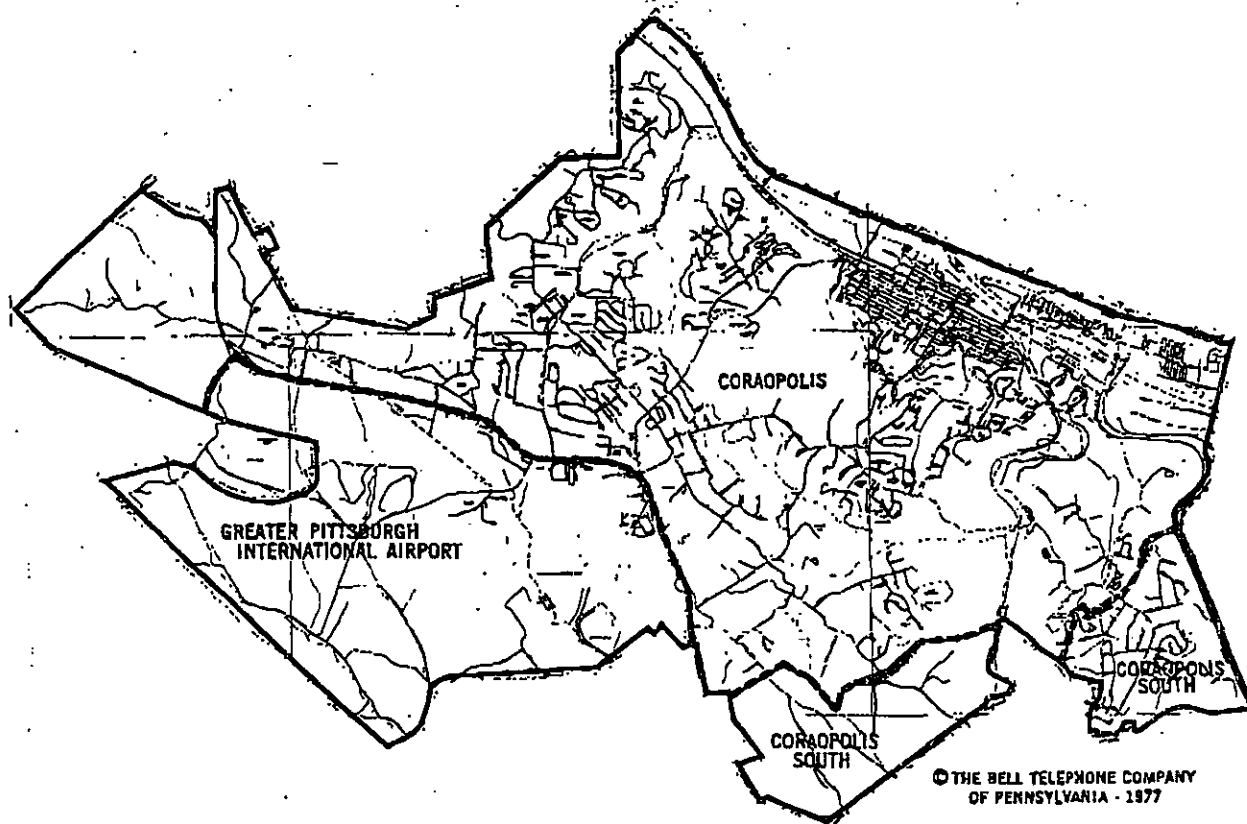 CORAOPOLIS
GREATER PITTSBURGH
INTERNATIONAL AIRPORT
CORAOPOLIS
SOUTH
CORAOPOLIS
SOUTH
© THE BELL TELEPHONE COMPANY
OF PENNSYLVANIA - 1977